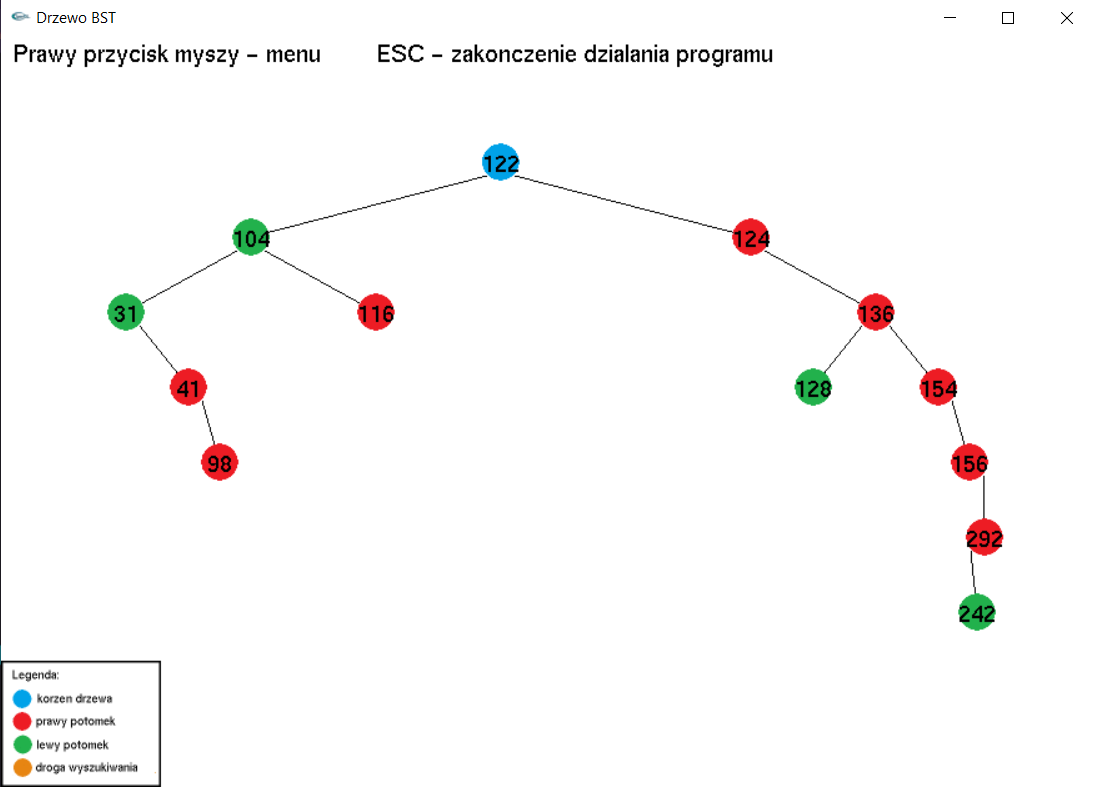 Drzewo BST
Prawy przycisk myszy – menu ESC – zakonczenie dzialania programu
122
104 124
31 116 136
41 128 154
98 156
292
242
Legenda:
korzen drzewa
prawy potomek
lewy potomek
droga wyszukiwania